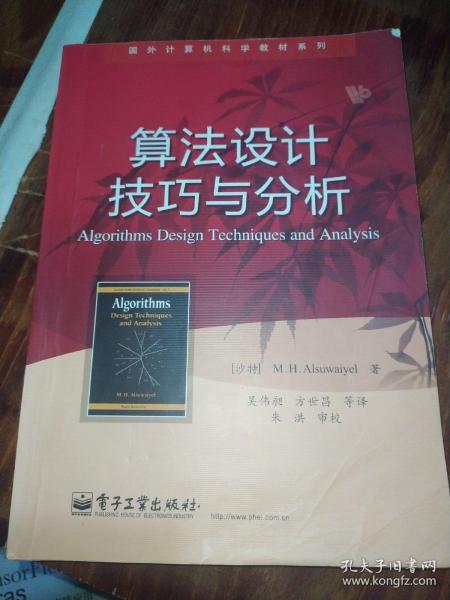 国外计算机科学教材系列
算法设计
技巧与分析
Algorithms Design Techniques and Analysis
Algorithms
Design Techniques
and Analysis
M. H. Alsuwaiyel
[沙特] M. H. Alsuwaiyel 著
吴伟昶 方世昌 等译
朱 洪 审校
電子工業出版社
PUBLISHING HOUSE OF ELECTRONICS INDUSTRY
http://www.phei.com.cn
孔夫子旧书网
www.kongfz.com